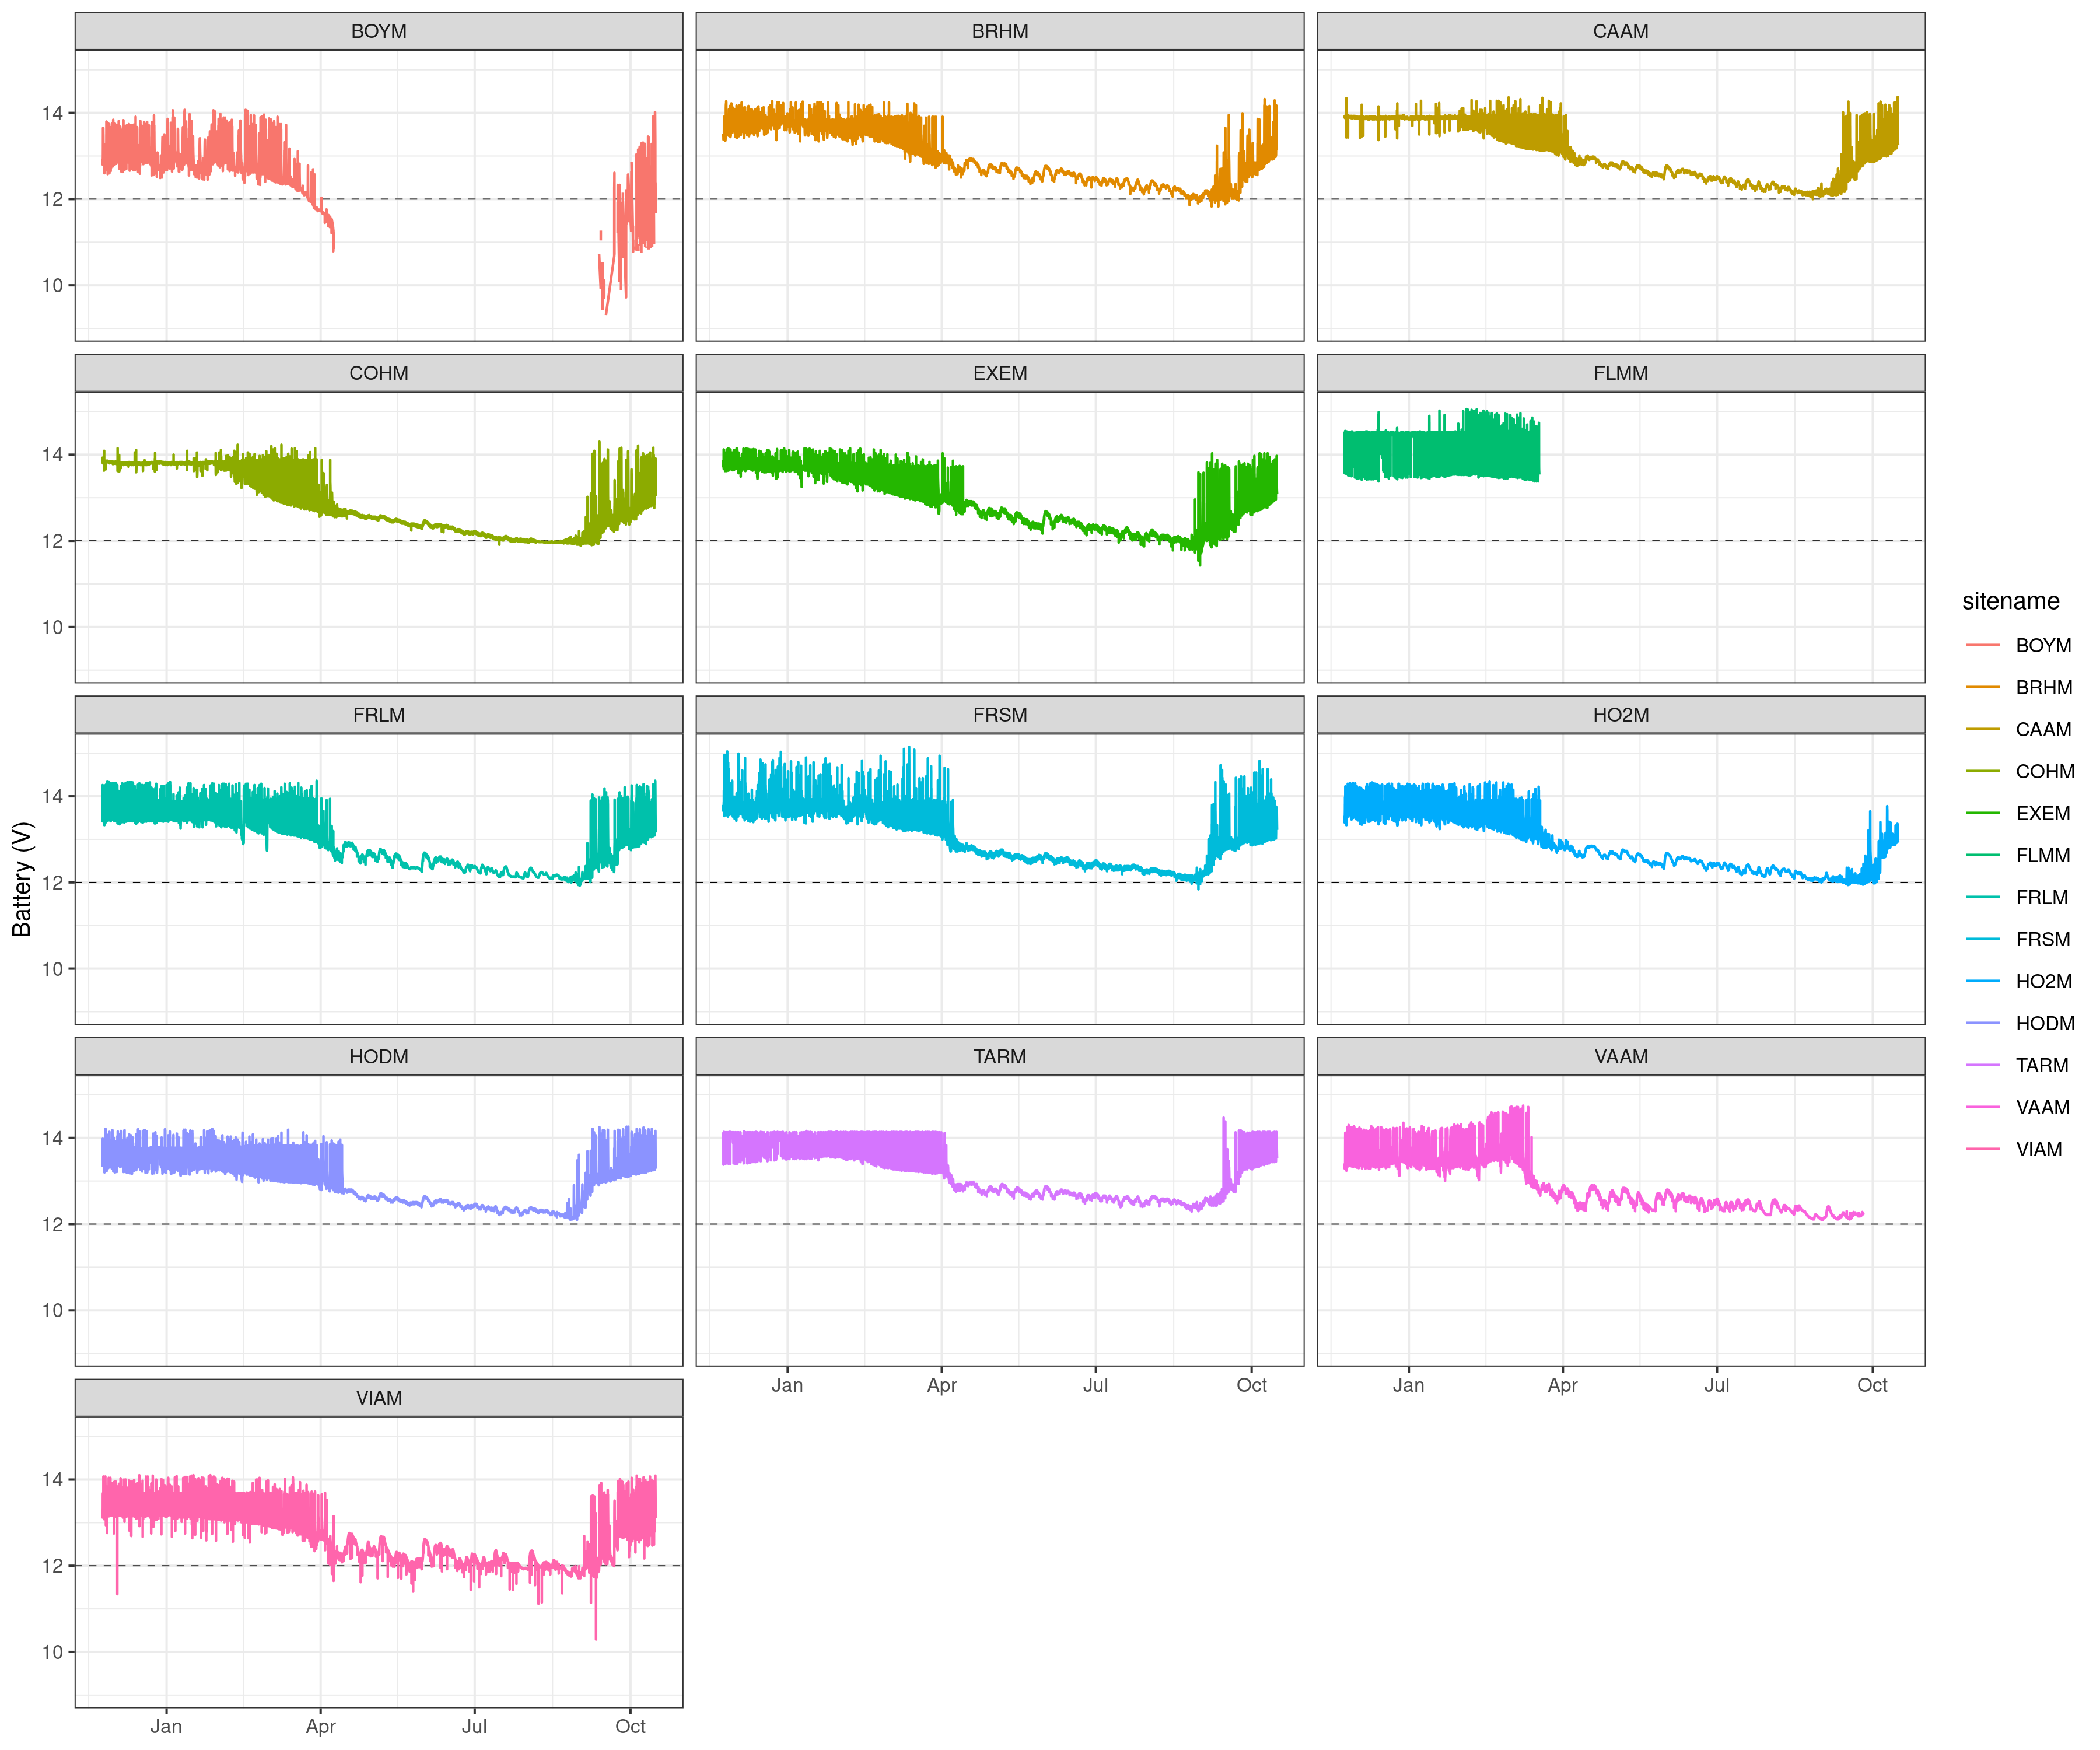 BOYM
BRHM
CAAM
14
12
10
COHM
EXEM
FLMM
14
12
10
FRLM
FRSM
HO2M
14
12
10
HODM
TARM
VAAM
14
12
10
Jan Apr Jul Oct
Jan Apr Jul Oct
VIAM
14
12
10
Jan Apr Jul Oct
Battery (V)
sitename
BOYM
BRHM
CAAM
COHM
EXEM
FLMM
FRLM
FRSM
HO2M
HODM
TARM
VAAM
VIAM